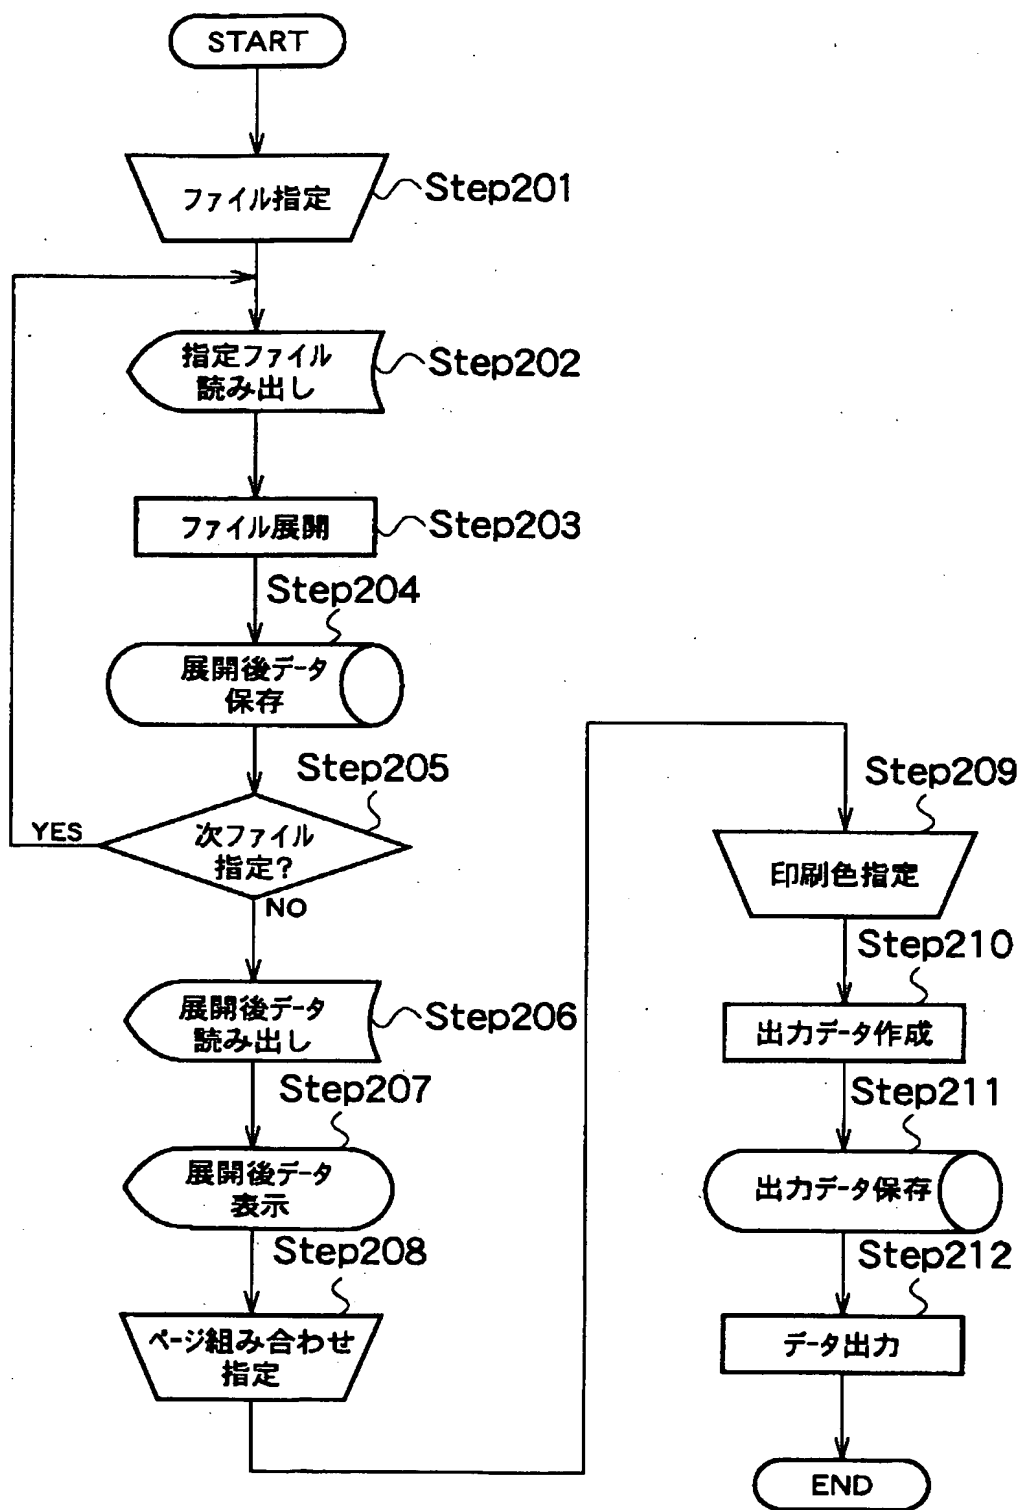 START
ファイル指定
Step201
指定ファイル
読み出し
Step202
ファイル展開
Step203
Step204
展開後データ
保存
Step205
次ファイル
指定?
YES
NO
展開後データ
読み出し
Step206
Step207
展開後データ
表示
Step208
ページ組み合わせ
指定
Step209
印刷色指定
Step210
出力データ作成
Step211
出力データ保存
Step212
データ出力
END